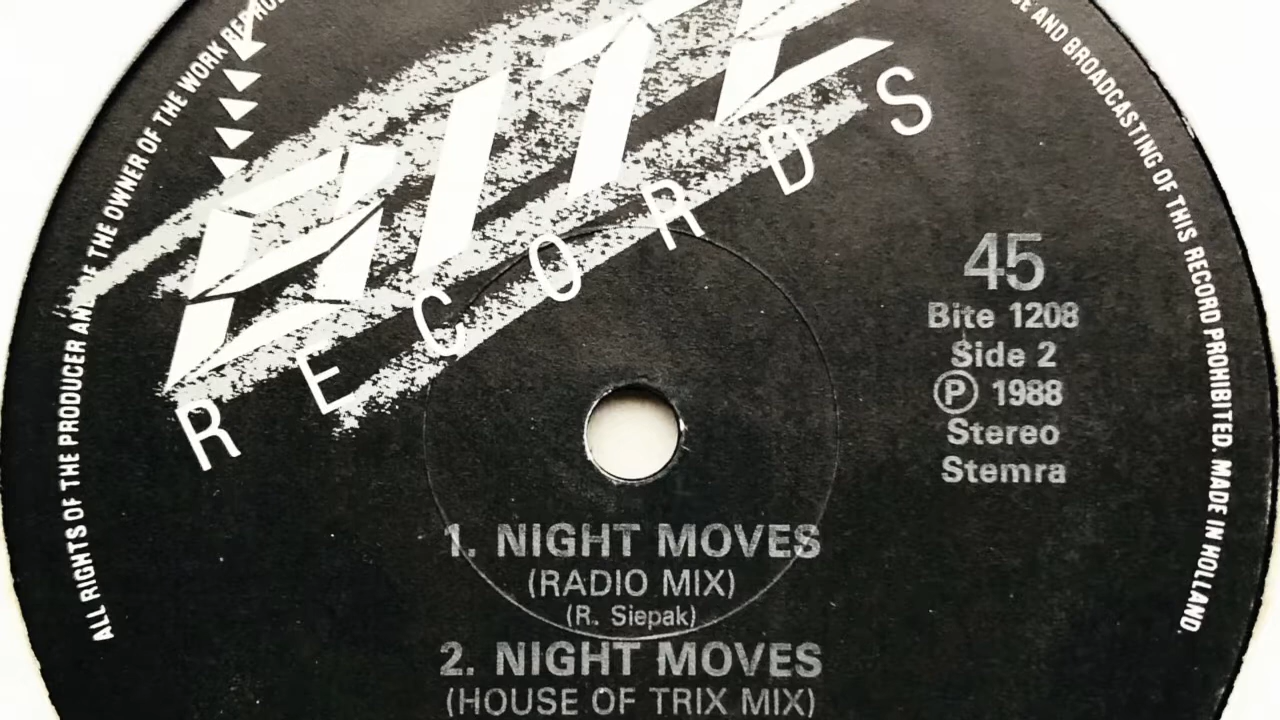 BITE
RECORDS
ALL RIGHTS OF THE PRODUCER AND THE OWNER OF THE WORK
AND BROADCASTING OF THIS RECORD PROHIBITED. MADE IN HOLLAND.
45
Bite 1208
Side 2
Ⓟ 1988
Stereo
Stemra
1. NIGHT MOVES
(RADIO MIX)
(R. Siepak)
2. NIGHT MOVES
(HOUSE OF TRIX MIX)